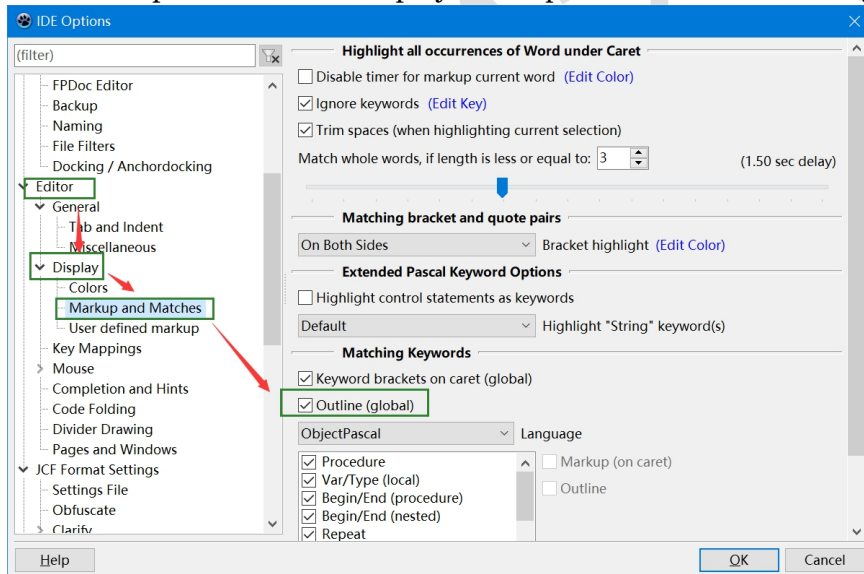 IDE Options
(filter)
FPDoc Editor
Backup
Naming
File Filters
Docking / Anchordocking
Editor
General
Tab and Indent
Miscellaneous
Display
Colors
Markup and Matches
User defined markup
Key Mappings
Mouse
Completion and Hints
Code Folding
Divider Drawing
Pages and Windows
JCF Format Settings
Settings File
Obfuscate
Clarify
Highlight all occurrences of Word under Caret
Disable timer for markup current word (Edit Color)
Ignore keywords (Edit Key)
Trim spaces (when highlighting current selection)
Match whole words, if length is less or equal to: 3 (1.50 sec delay)
Matching bracket and quote pairs
On Both Sides Bracket highlight (Edit Color)
Extended Pascal Keyword Options
Highlight control statements as keywords
Default Highlight "String" keyword(s)
Matching Keywords
Keyword brackets on caret (global)
Outline (global)
ObjectPascal Language
Procedure Markup (on caret)
Var/Type (local) Outline
Begin/End (procedure)
Begin/End (nested)
Repeat
Help OK Cancel